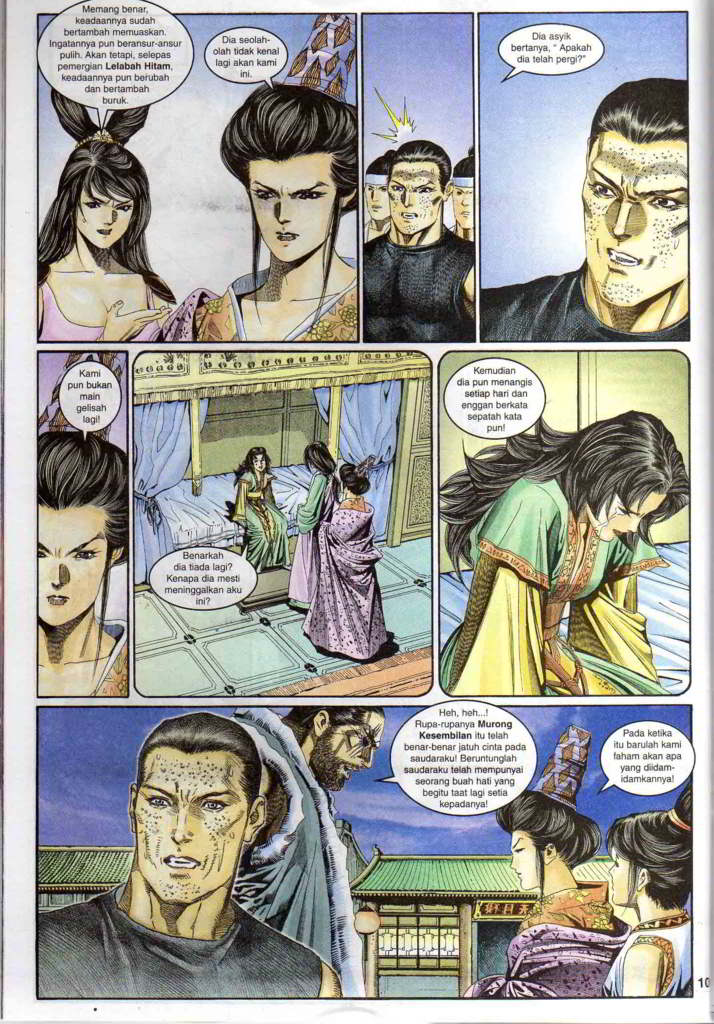 Memang benar,
keadaannya sudah
bertambah memuaskan.
Ingatannya pun beransur-ansur
pulih. Akan tetapi, selepas
pemergian Lelabah Hitam,
keadaannya pun berubah
dan bertambah
buruk.
Dia seolah-
olah tidak kenal
lagi akan kami
ini.
Dia asyik
bertanya, “ Apakah
dia telah pergi?”
Kami
pun bukan
main
gelisah
lagi!
Benarkah
dia tiada lagi?
Kenapa dia mesti
meninggalkan aku
ini?
Kemudian
dia pun menangis
setiap hari dan
enggan berkata
sepatah kata
pun!
Heh, heh...!
Rupa-rupanya Murong
Kesembilan itu telah
benar-benar jatuh cinta pada
saudaraku! Beruntunglah
saudaraku telah mempunyai
seorang buah hati yang
begitu taat lagi setia
kepadanya!
Pada ketika
itu barulah kami
faham akan apa
yang diidam-
idamkannya!
10